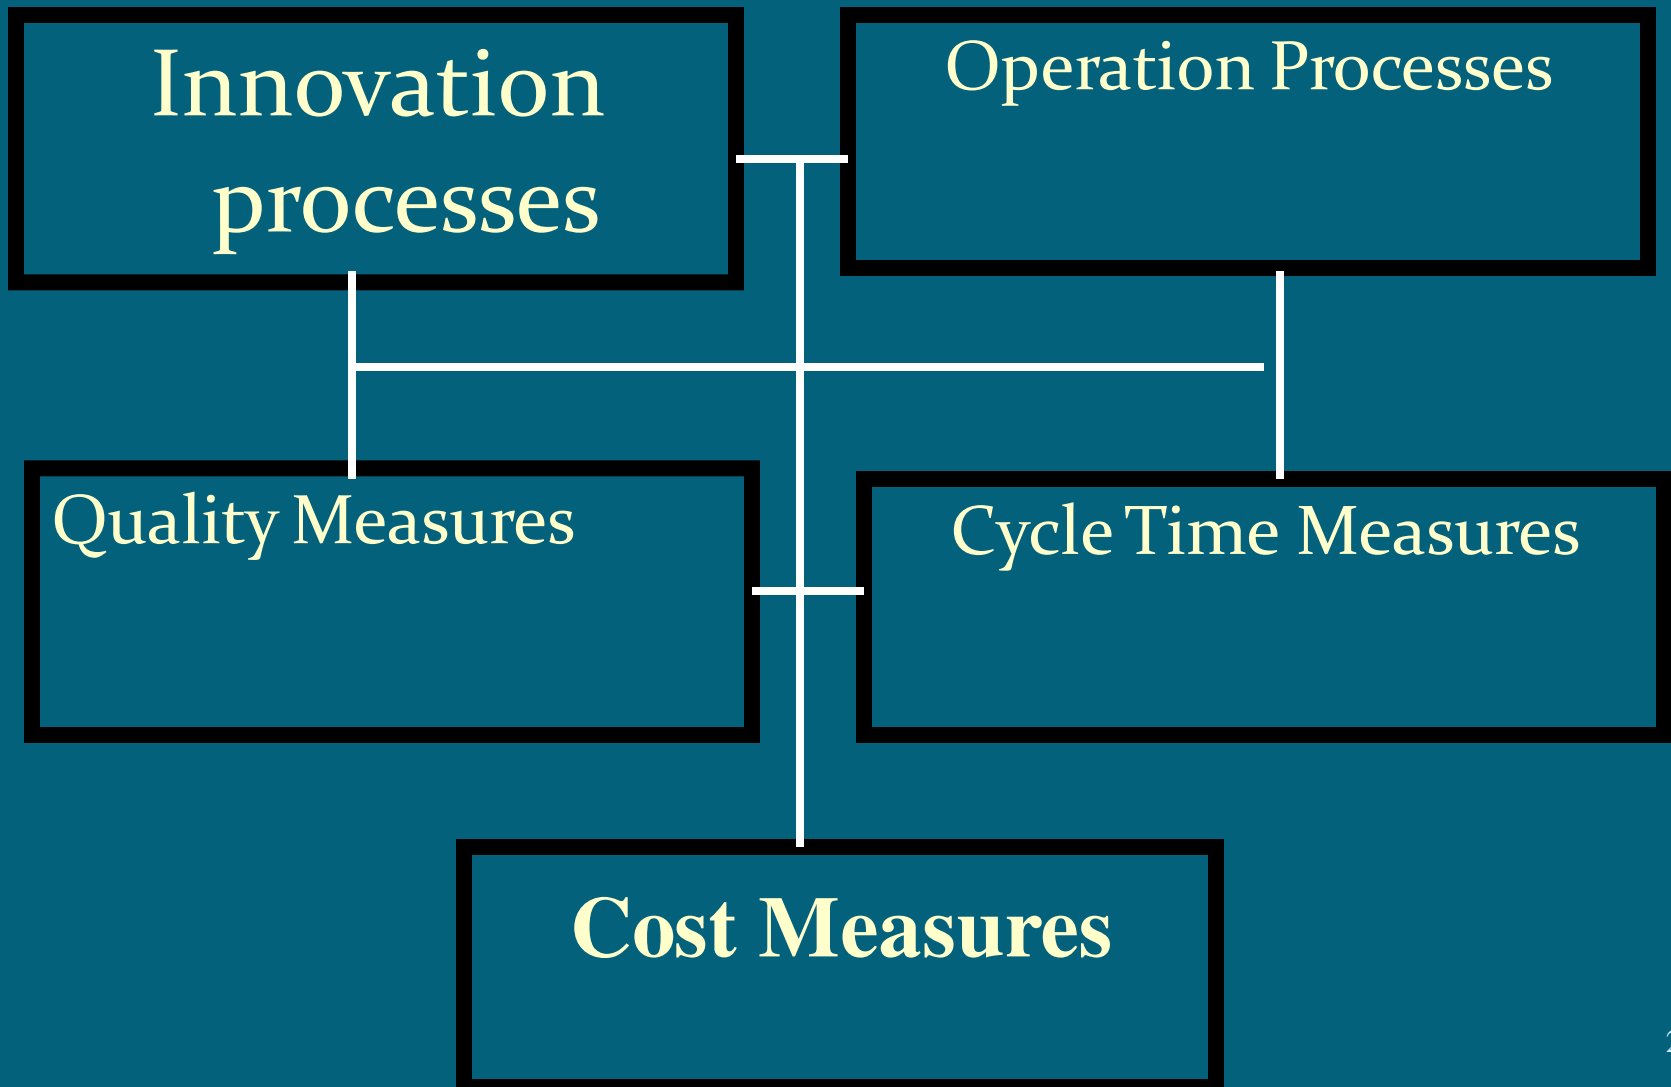 Innovation
processes
Operation Processes
Quality Measures
Cycle Time Measures
Cost Measures